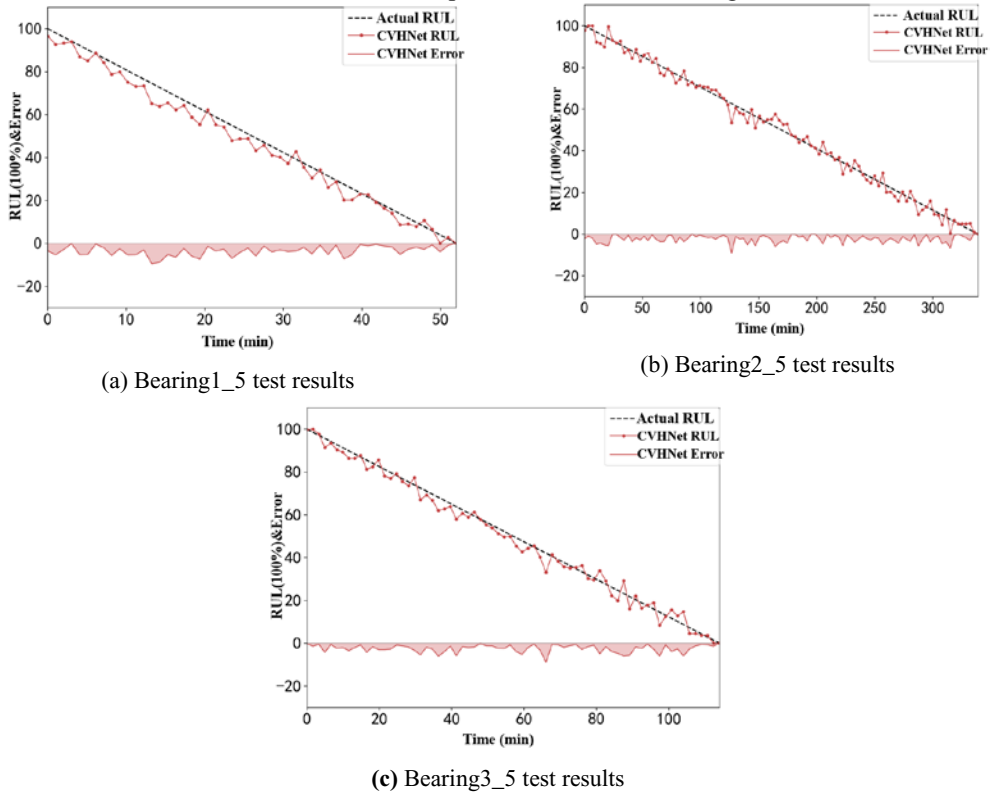 Actual RUL
CVHNet RUL
CVHNet Error
100
80
60
40
20
0
−20
RUL(100%)&Error
0
10
20
30
40
50
Time (min)
(a) Bearing1_5 test results
Actual RUL
CVHNet RUL
CVHNet Error
100
80
60
40
20
0
−20
RUL(100%)&Error
0
50
100
150
200
250
300
Time (min)
(b) Bearing2_5 test results
Actual RUL
CVHNet RUL
CVHNet Error
100
80
60
40
20
0
−20
RUL(100%)&Error
0
20
40
60
80
100
Time (min)
(c) Bearing3_5 test results